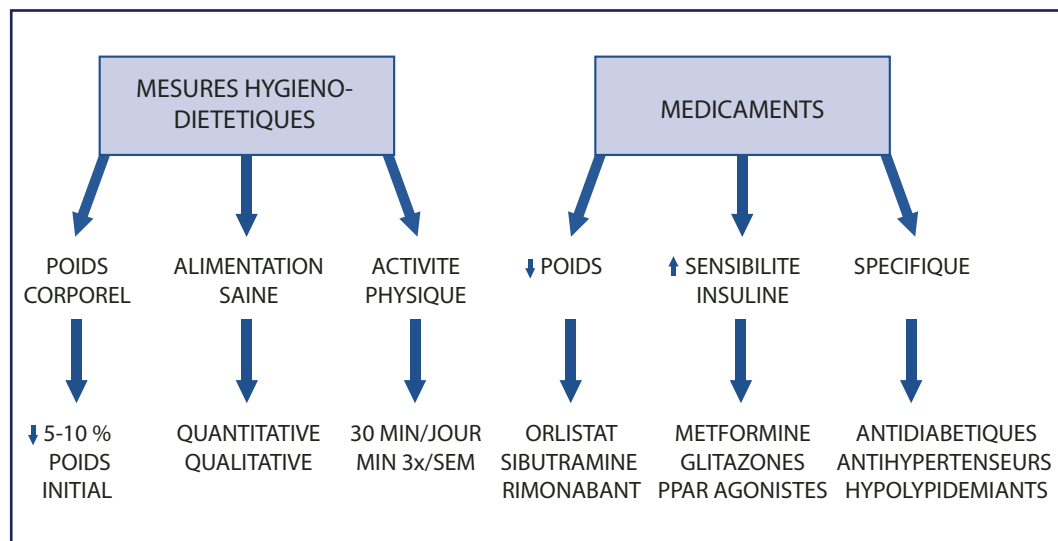 MESURES HYGIENO-
DIETETIQUES
MEDICAMENTS
POIDS
CORPOREL
ALIMENTATION
SAINE
ACTIVITE
PHYSIQUE
POIDS
SENSIBILITE
INSULINE
SPECIFIQUE
5-10 %
POIDS
INITIAL
QUANTITATIVE
QUALITATIVE
30 MIN/JOUR
MIN 3x/SEM
ORLISTAT
SIBUTRAMINE
RIMONABANT
METFORMINE
GLITAZONES
PPAR AGONISTES
ANTIDIABETIQUES
ANTIHYPERTENSEURS
HYPOLYPIDEMIANTS